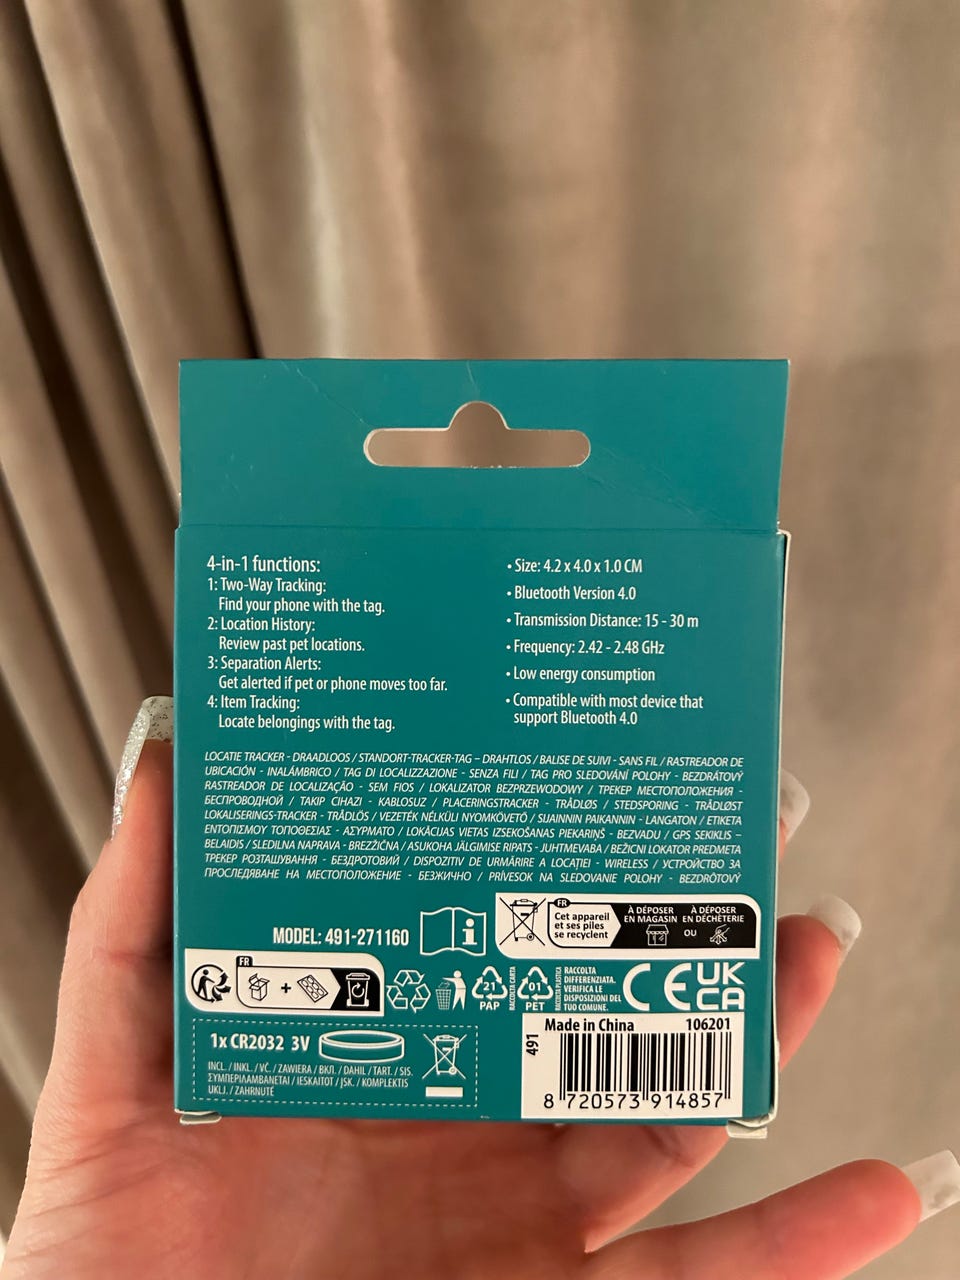 4-in-1 functions:
1: Two-Way Tracking:
Find your phone with the tag.
2: Location History:
Review past pet locations.
3: Separation Alerts:
Get alerted if pet or phone moves too far.
4: Item Tracking:
Locate belongings with the tag.
• Size: 4.2 x 4.0 x 1.0 CM
• Bluetooth Version 4.0
• Transmission Distance: 15 - 30 m
• Frequency: 2.42 - 2.48 GHz
• Low energy consumption
• Compatible with most device that
support Bluetooth 4.0
LOCATIE TRACKER - DRAADLOOS / STANDORT-TRACKER-TAG – DRAHTLOS / BALISE DE SUIVI - SANS FIL / RASTREADOR DE
UBICACIÓN - INALÁMBRICO / TAG DI LOCALIZZAZIONE - SENZA FILI / TAG PRO SLEDOVÁNÍ POLOHY - BEZDRÁTOVÝ
RASTREADOR DE LOCALIZAÇÃO - SEM FIOS / LOKALIZATOR BEZPRZEWODOWY / ТРЕКЕР МЕСТОПОЛОЖЕНИЯ -
БЕСПРОВОДНОЙ / TAKIP CIHAZI - KABLOSUZ / PLACERINGSTRACKER - TRÅDLØS / STEDSPORING - TRÅDLØST
LOKALISERINGS-TRACKER - TRÅDLÖS / VEZETÉK NÉLKÜLI NYOMKÖVETŐ / SIJAINNIN PAIKANNIN - LANGATON / ΕΤΙΚΕΤΑ
ΕΝΤΟΠΙΣΜΟΥ ΤΟΠΟΘΕΣΙΑΣ - ΑΣΥΡΜΑΤΟ / LOKĀCIJAS VIETAS IZSEKOŠANAS PIEKARIŅŠ - BEZVADU / GPS SEKIKLIS –
BELAIDIS / SLEDILNA NAPRAVA - BREZŽIČNA / ASUKOHA JÄLGIMISE RIPATS - JUHTMEVABA / BEŽICNI LOKATOR PREDMETA
ТРЕКЕР РОЗТАШУВАННЯ - БЕЗДРОТОВИЙ / DISPOZITIV DE URMĂRIRE A LOCAȚIEI - WIRELESS / УСТРОЙСТВО ЗА
ПРОСЛЕДЯВАНЕ НА МЕСТОПОЛОЖЕНИЕ - БЕЗЖИЧНО / PRÍVESOK NA SLEDOVANIE POLOHY - BEZDRÔTOVÝ
MODEL: 491-271160
FR
Cet appareil
et ses piles
se recyclent
À DÉPOSER
EN MAGASIN
OU
À DÉPOSER
EN DÉCHÈTERIE
FR
21
PAP
RACCOLTA CARTA
01
PET
RACCOLTA PLASTICA
RACCOLTA
DIFFERENZIATA.
VERIFICA LE
DISPOSIZIONI DEL
TUO COMUNE.
CE
UK
CA
1x CR2032 3V
INCL. / INKL. / VČ. / ZAWIERA / ВКЛ. / DAHIL / TART. / SIS.
ΣΥΜΠΕΡΙΛΑΜΒΑΝΕΤΑΙ / IESKAITOT / ĮSK. / KOMPLEKTIS
UKLJ. / ZAHRNUTÉ
Made in China 106201
491
8 720573 914857